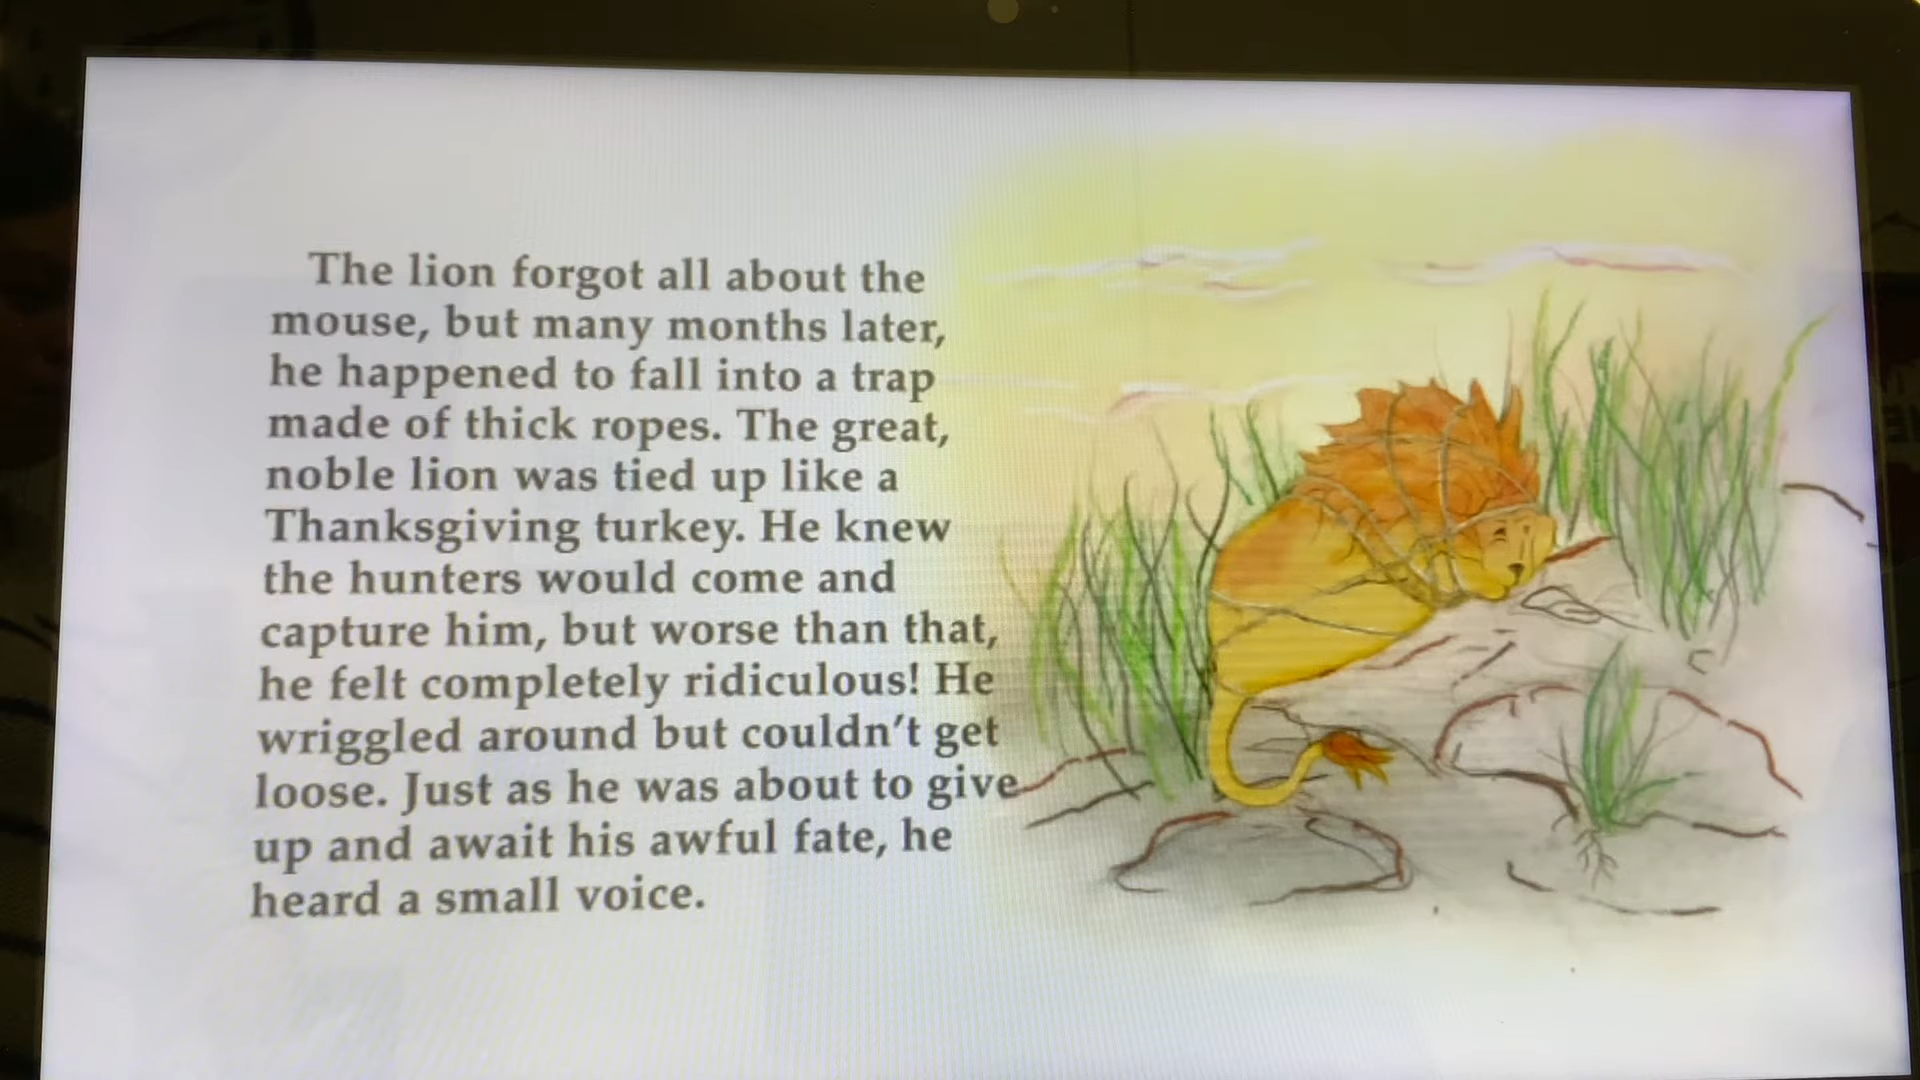 The lion forgot all about the
mouse, but many months later,
he happened to fall into a trap
made of thick ropes. The great,
noble lion was tied up like a
Thanksgiving turkey. He knew
the hunters would come and
capture him, but worse than that,
he felt completely ridiculous! He
wriggled around but couldn't get
loose. Just as he was about to give
up and await his awful fate, he
heard a small voice.